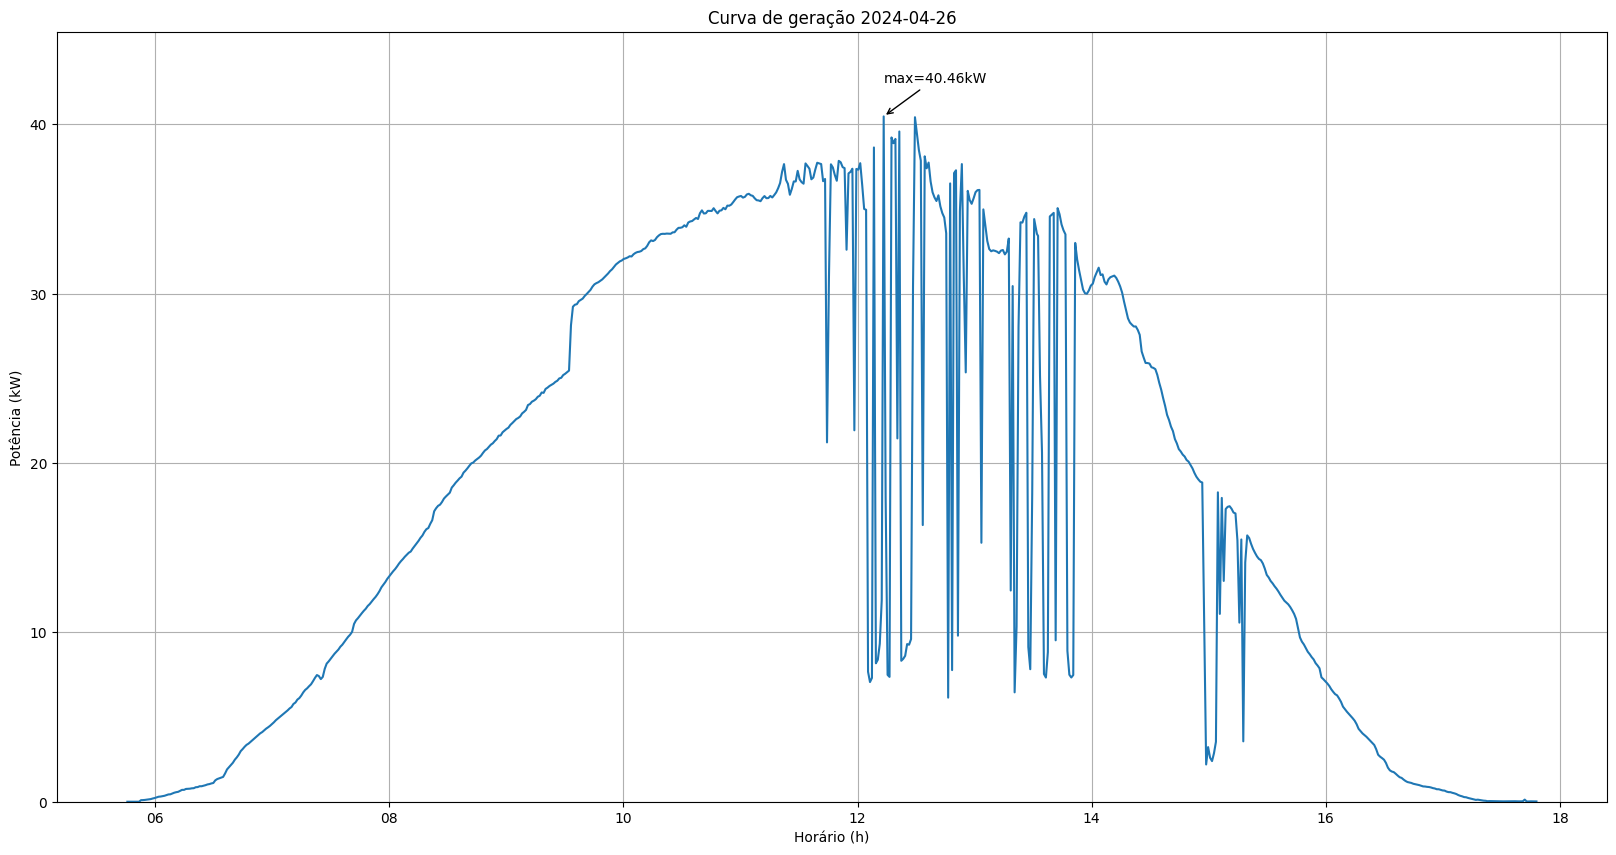 Curva de geração 2024-04-26
max=40.46kW
Potência (kW)
40
30
20
10
0
06 08 10 12 14 16 18
Horário (h)